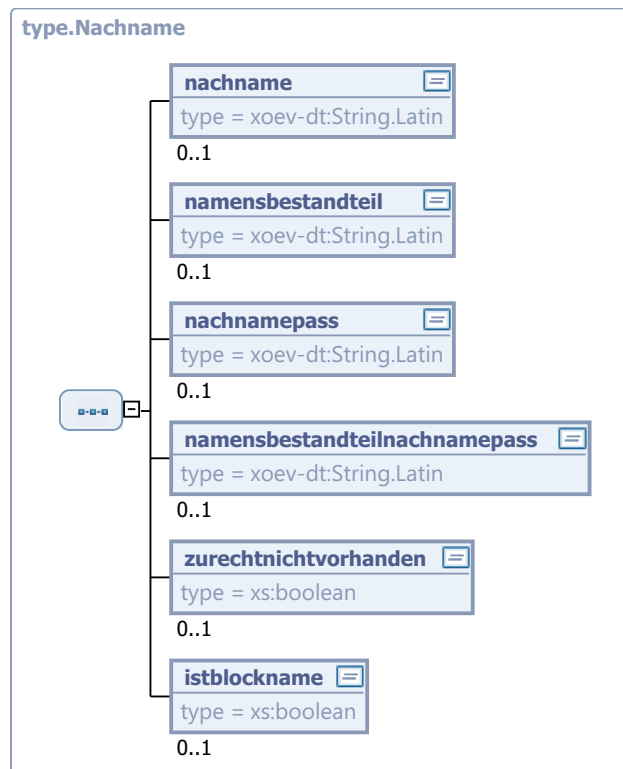 type.Nachname
nachname
type = xoev-dt:String.Latin
0..1
namensbestandteil
type = xoev-dt:String.Latin
0..1
nachnamepass
type = xoev-dt:String.Latin
0..1
namensbestandteilnachnamepass
type = xoev-dt:String.Latin
0..1
zurechtnichtvorhanden
type = xs:boolean
0..1
istblockname
type = xs:boolean
0..1